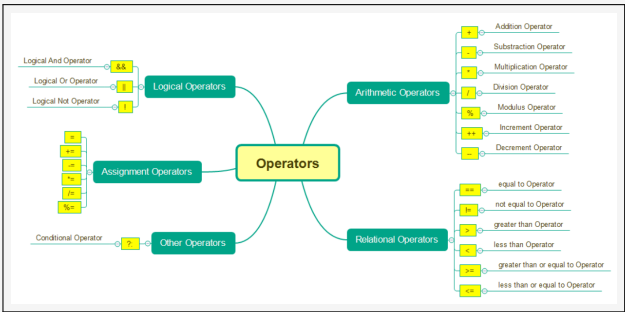 Operators
Logical Operators
&&
Logical And Operator
||
Logical Or Operator
!
Logical Not Operator
Assignment Operators
=
+=
-=
*=
/=
%=
Other Operators
?:
Conditional Operator
Arithmetic Operators
+
Addition Operator
-
Substraction Operator
*
Multiplication Operator
/
Division Operator
%
Modulus Operator
++
Increment Operator
--
Decrement Operator
Relational Operators
==
equal to Operator
!=
not equal to Operator
>
greater than Operator
<
less than Operator
>=
greater than or equal to Operator
<=
less than or equal to Operator